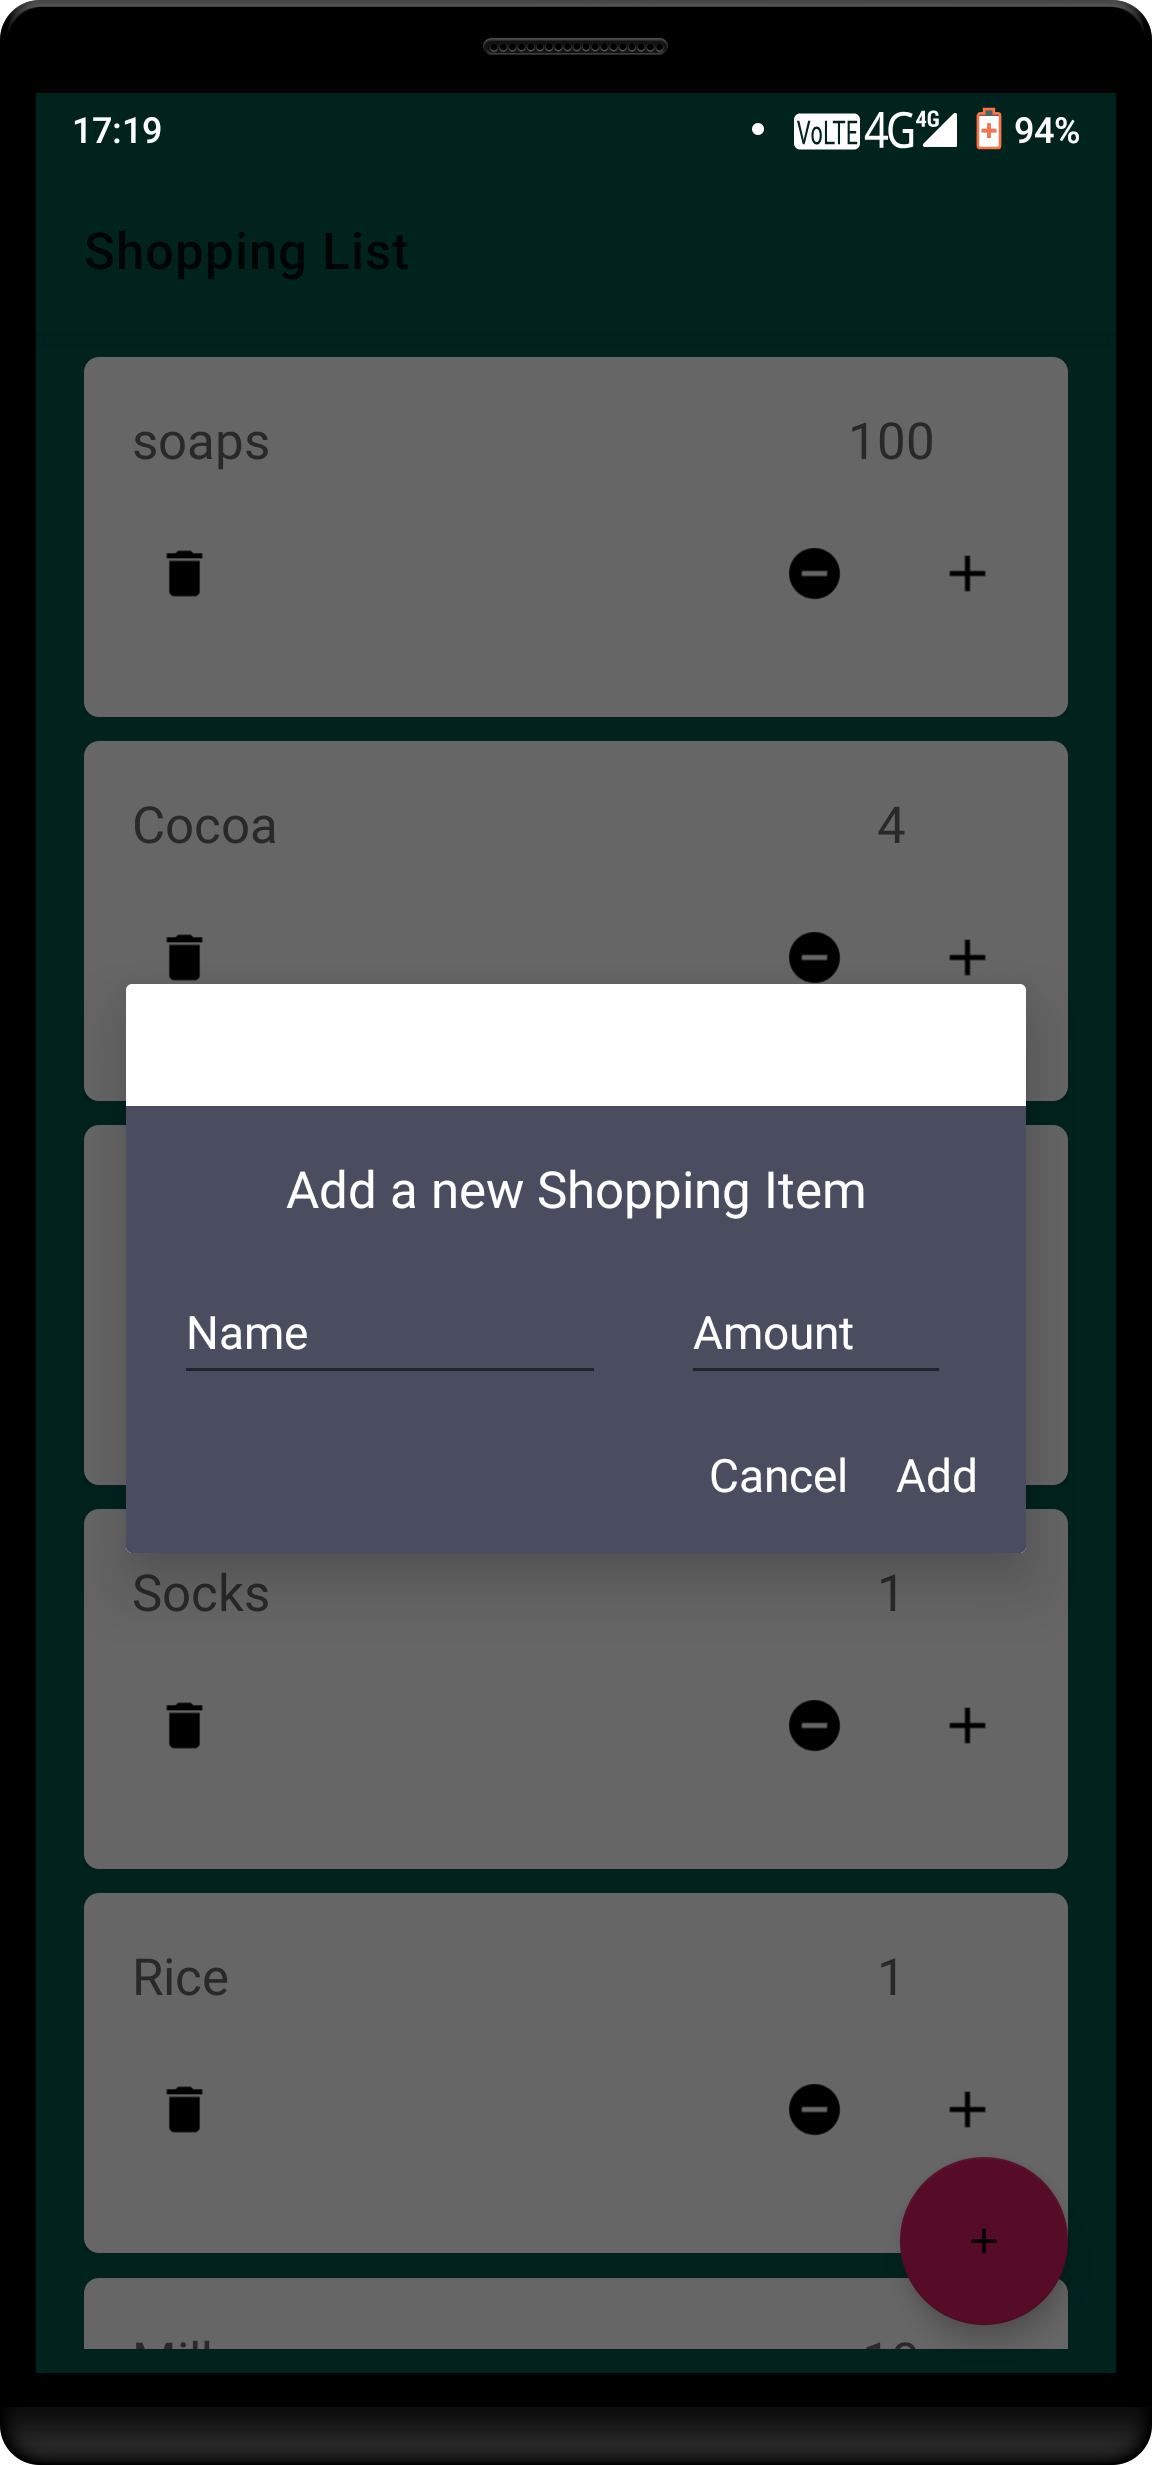 17:19 VoLTE 4G 4G 94%
Shopping List
soaps 100
Cocoa 4
Add a new Shopping Item
Name Amount
Cancel Add
Socks 1
Rice 1